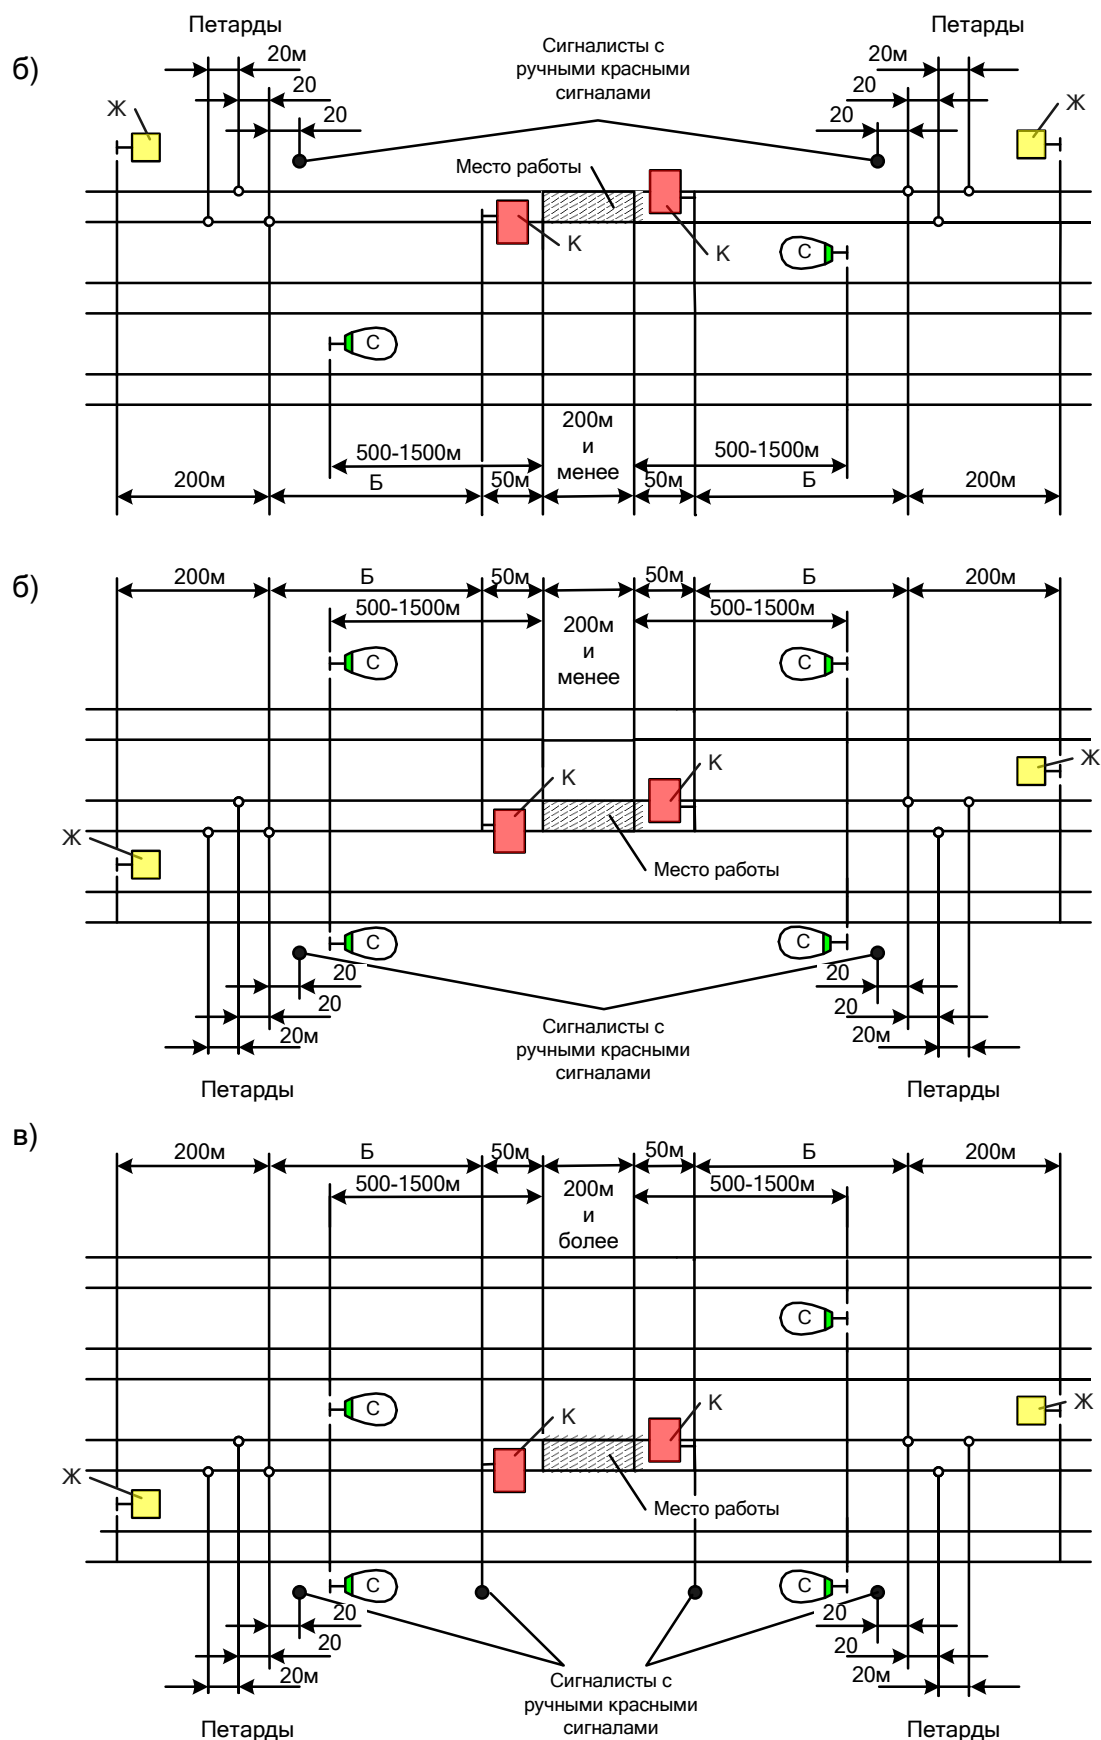 Петарды
Петарды
б)
20м
Сигналисты с
ручными красными
сигналами
20м
20
20
Ж
20
20
Ж
Место работы
К
К
С
С
200м
и
менее
500-1500м
500-1500м
200м
Б
50м
50м
Б
200м
б)
200м
Б
50м
50м
Б
200м
500-1500м
500-1500м
200м
и
менее
С
С
Ж
К
К
Ж
Место работы
С
С
20
20
20
20
20м
20м
Сигналисты с
ручными красными
сигналами
Петарды
Петарды
в)
200м
Б
50м
50м
Б
200м
500-1500м
500-1500м
200м
и
более
С
С
Ж
К
К
Ж
Место работы
С
С
20
20
20
20
20м
20м
Сигналисты с
ручными красными
сигналами
Петарды
Петарды